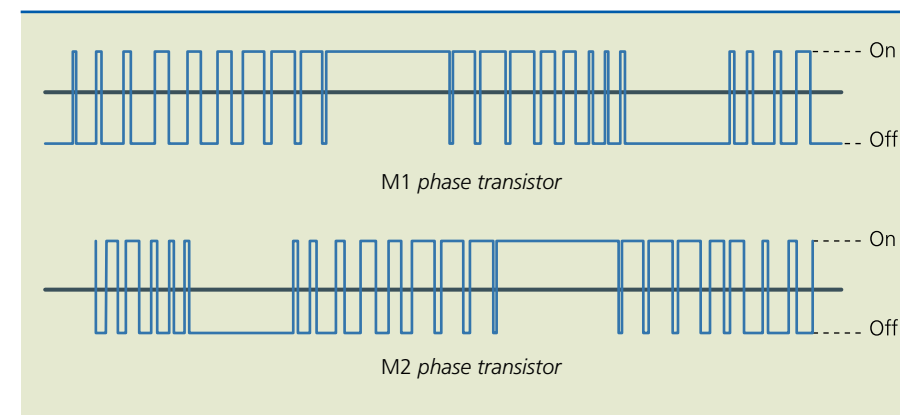 On
Off
M1 phase transistor
On
Off
M2 phase transistor